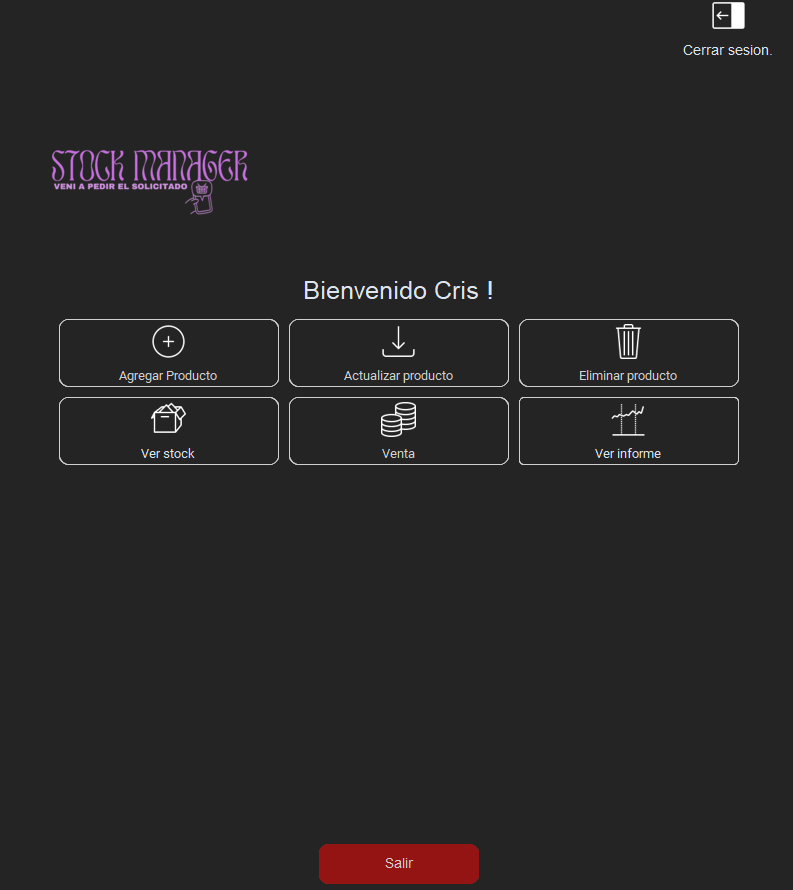 Cerrar sesion.
STOCK MANAGER
VENI A PEDIR EL SOLICITADO
Bienvenido Cris !
Agregar Producto
Actualizar producto
Eliminar producto
Ver stock
Venta
Ver informe
Salir